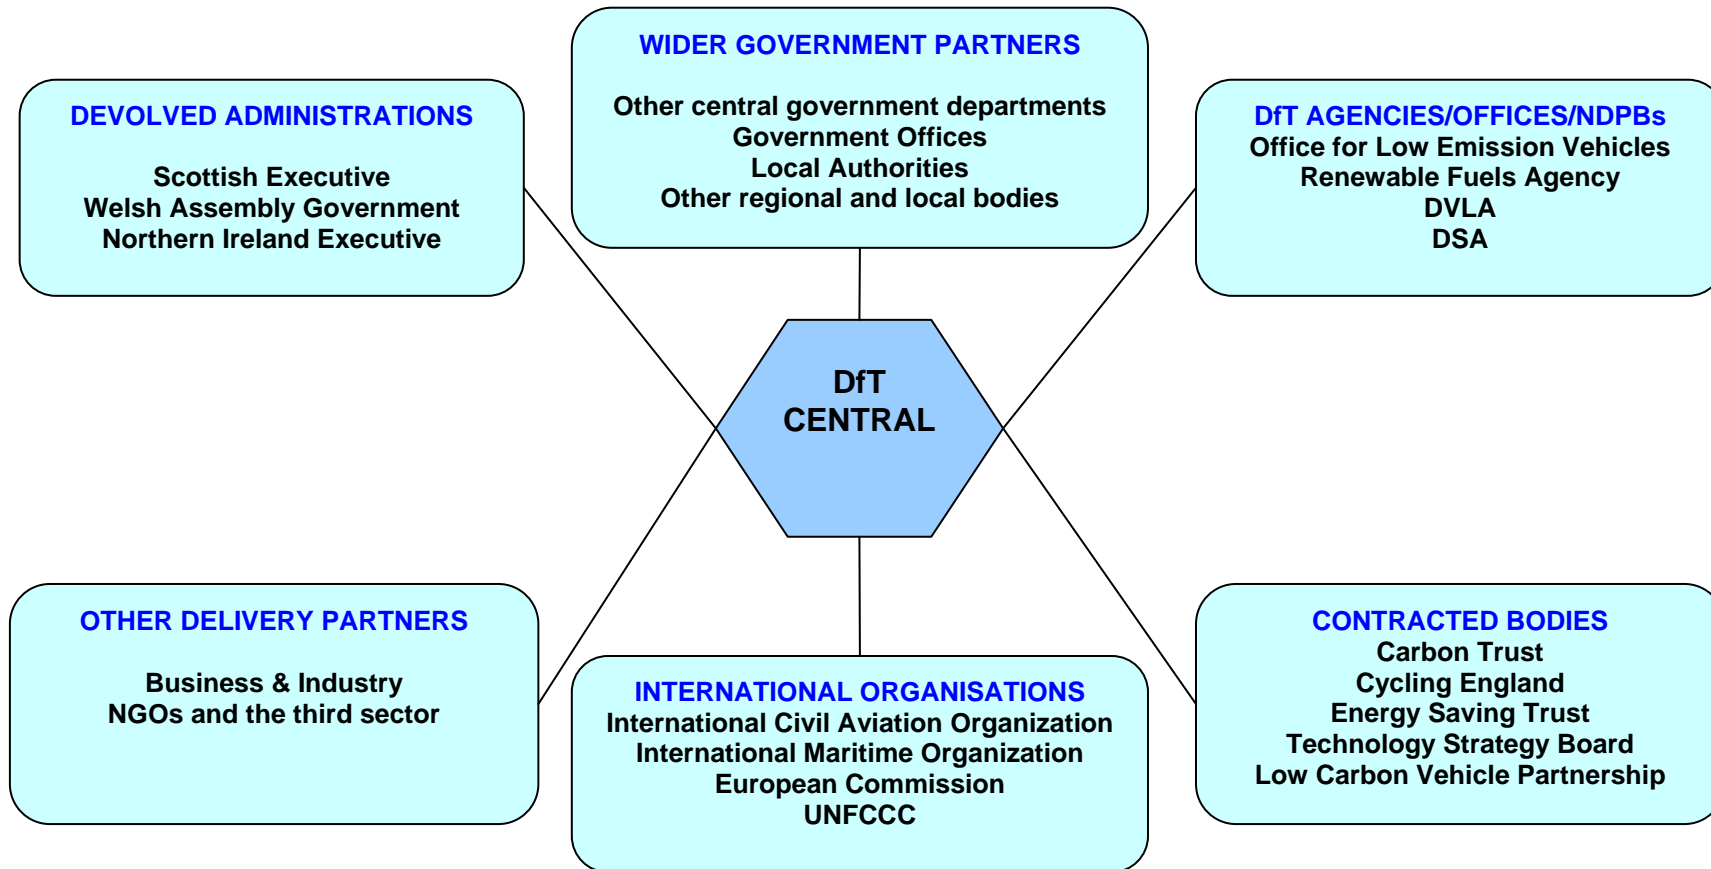 WIDER GOVERNMENT PARTNERS
Other central government departments
Government Offices
Local Authorities
Other regional and local bodies
DEVOLVED ADMINISTRATIONS
Scottish Executive
Welsh Assembly Government
Northern Ireland Executive
DfT AGENCIES/OFFICES/NDPBs
Office for Low Emission Vehicles
Renewable Fuels Agency
DVLA
DSA
DfT
CENTRAL
OTHER DELIVERY PARTNERS
Business & Industry
NGOs and the third sector
INTERNATIONAL ORGANISATIONS
International Civil Aviation Organization
International Maritime Organization
European Commission
UNFCCC
CONTRACTED BODIES
Carbon Trust
Cycling England
Energy Saving Trust
Technology Strategy Board
Low Carbon Vehicle Partnership